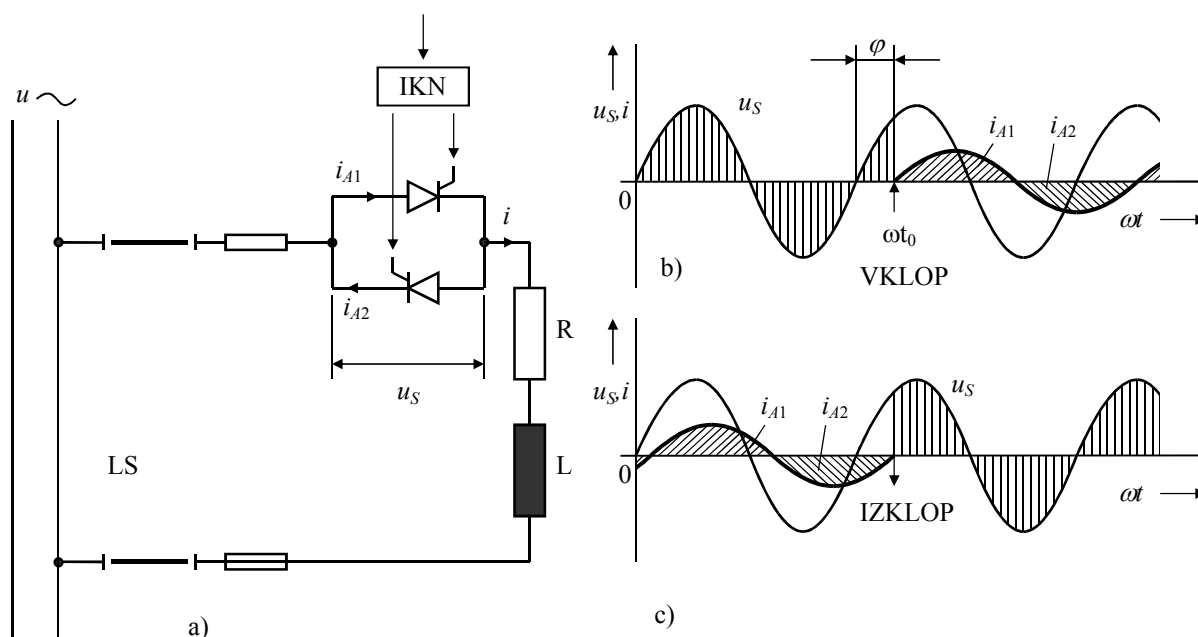 u
IKN
i_A1
i
i_A2
R
u_S
LS
L
a)
φ
u_S,i
u_S
i_A1
i_A2
0
ωt
ωt₀
b)
VKLOP
u_S,i
i_A1
i_A2
u_S
0
ωt
IZKLOP
c)